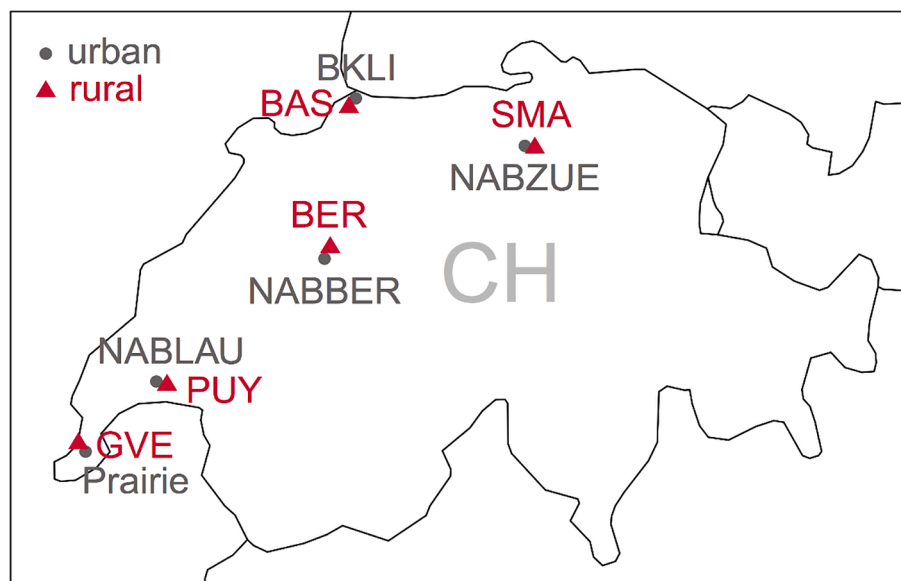 urban
rural
BKLI
BAS
SMA
NABZUE
BER
NABBER
CH
NABLAU
PUY
GVE
Prairie